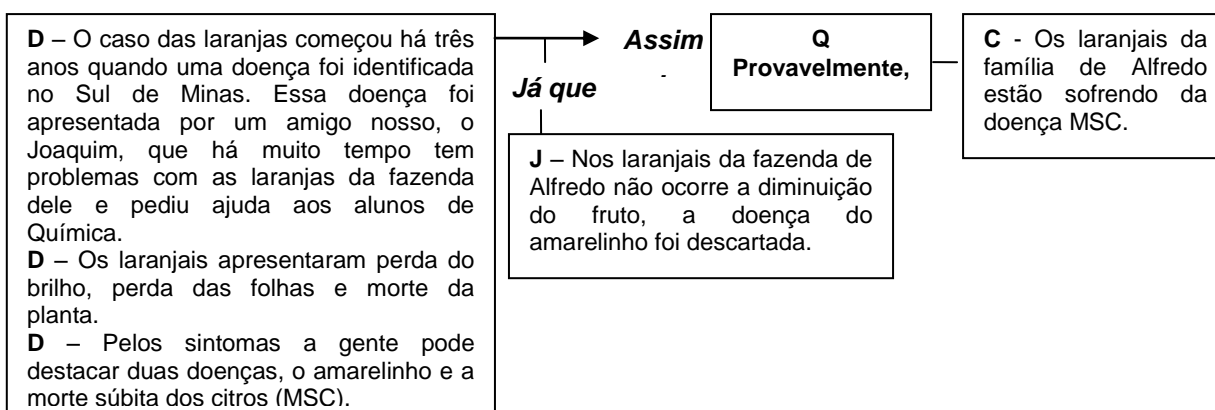 D – O caso das laranjas começou há três
anos quando uma doença foi identificada
no Sul de Minas. Essa doença foi
apresentada por um amigo nosso, o
Joaquim, que há muito tempo tem
problemas com as laranjas da fazenda
dele e pediu ajuda aos alunos de
Química.
D – Os laranjais apresentaram perda do
brilho, perda das folhas e morte da
planta.
D – Pelos sintomas a gente pode
destacar duas doenças, o amarelinho e a
morte súbita dos citros (MSC).
Assim
Já que
J – Nos laranjais da fazenda de
Alfredo não ocorre a diminuição
do fruto, a doença do
amarelinho foi descartada.
Q
Provavelmente,
C - Os laranjais da
família de Alfredo
estão sofrendo da
doença MSC.